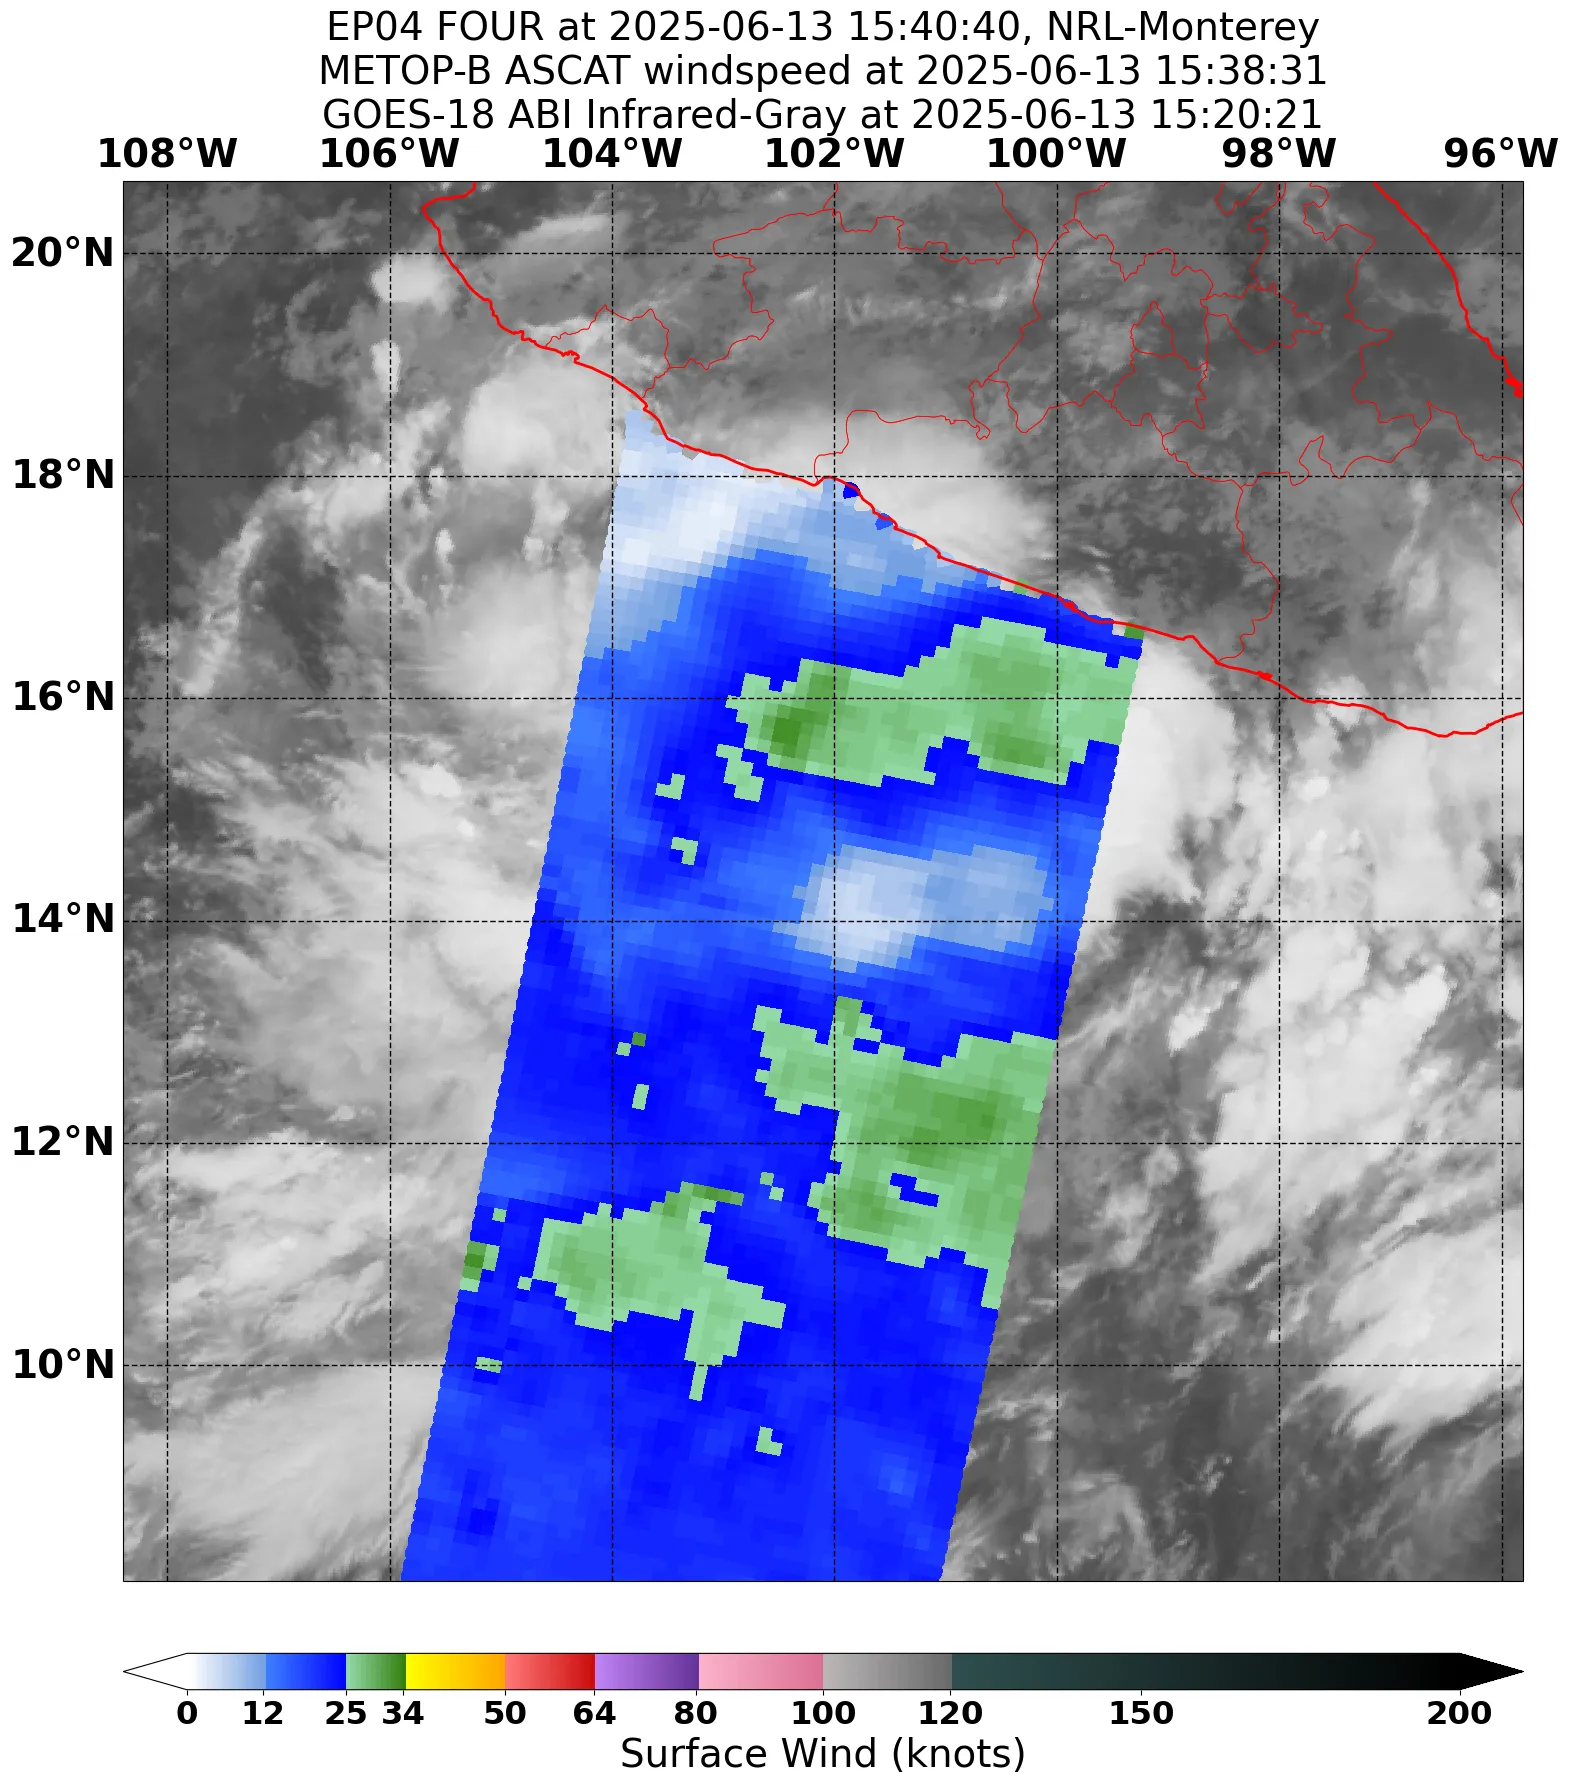 EP04 FOUR at 2025-06-13 15:40:40, NRL-Monterey
METOP-B ASCAT windspeed at 2025-06-13 15:38:31
GOES-18 ABI Infrared-Gray at 2025-06-13 15:20:21
108°W 106°W 104°W 102°W 100°W 98°W 96°W
20°N
18°N
16°N
14°N
12°N
10°N
0 12 25 34 50 64 80 100 120 150 200
Surface Wind (knots)